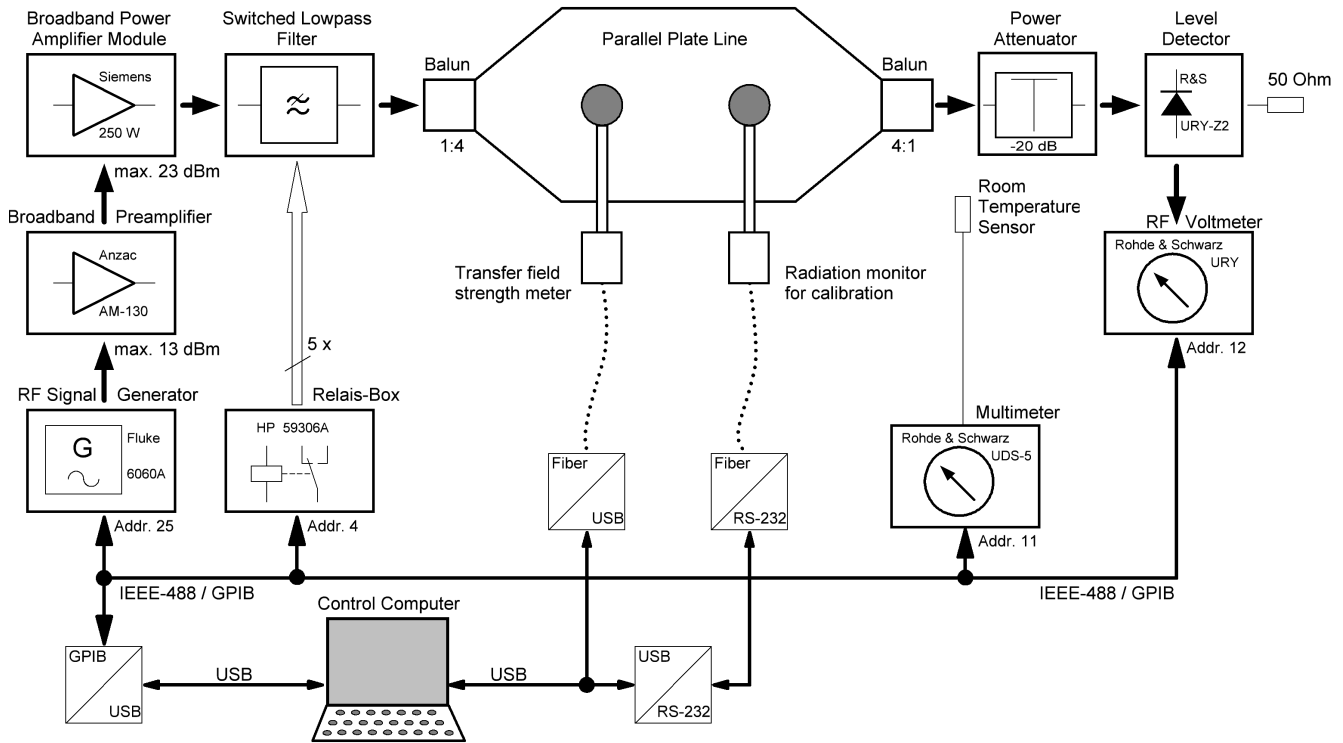 Broadband Power
Amplifier Module
Siemens
250 W
max. 23 dBm
Switched Lowpass
Filter
≈
Balun
1:4
Parallel Plate Line
Balun
4:1
Power
Attenuator
-20 dB
Level
Detector
R&S
URY-Z2
50 Ohm
Broadband Preamplifier
Anzac
AM-130
max. 13 dBm
Transfer field
strength meter
Radiation monitor
for calibration
Room
Temperature
Sensor
RF Voltmeter
Rohde & Schwarz
URY
Addr. 12
5 x
RF Signal Generator
G
Fluke
6060A
Addr. 25
Relais-Box
HP 59306A
Addr. 4
Fiber
USB
Fiber
RS-232
Multimeter
Rohde & Schwarz
UDS-5
Addr. 11
IEEE-488 / GPIB
IEEE-488 / GPIB
Control Computer
GPIB
USB
USB
USB
USB
RS-232